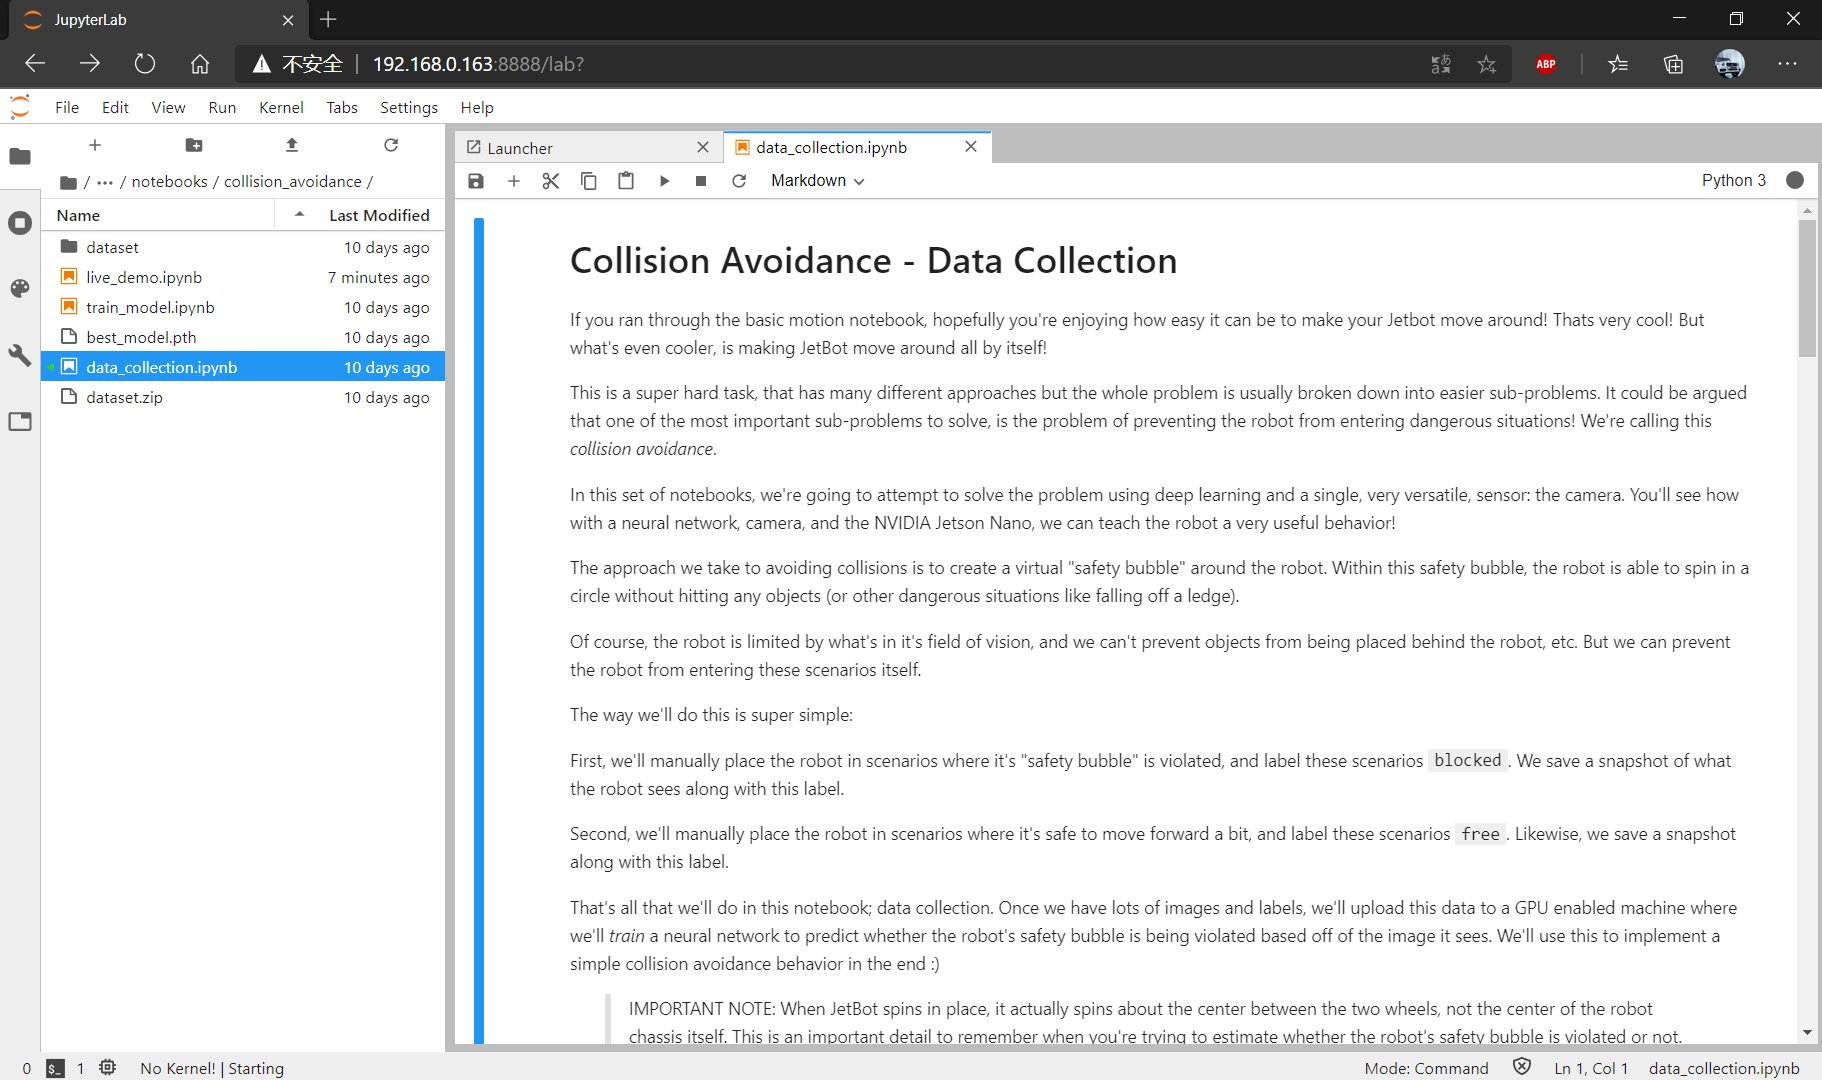 JupyterLab
不安全 | 192.168.0.163:8888/lab?
ABP
File Edit View Run Kernel Tabs Settings Help
/ ··· / notebooks / collision_avoidance /
Name Last Modified
dataset 10 days ago
live_demo.ipynb 7 minutes ago
train_model.ipynb 10 days ago
best_model.pth 10 days ago
data_collection.ipynb 10 days ago
dataset.zip 10 days ago
Launcher
data_collection.ipynb
Markdown
Python 3
Collision Avoidance - Data Collection
If you ran through the basic motion notebook, hopefully you're enjoying how easy it can be to make your Jetbot move around! Thats very cool! But
what's even cooler, is making JetBot move around all by itself!
This is a super hard task, that has many different approaches but the whole problem is usually broken down into easier sub-problems. It could be argued
that one of the most important sub-problems to solve, is the problem of preventing the robot from entering dangerous situations! We're calling this
collision avoidance.
In this set of notebooks, we're going to attempt to solve the problem using deep learning and a single, very versatile, sensor: the camera. You'll see how
with a neural network, camera, and the NVIDIA Jetson Nano, we can teach the robot a very useful behavior!
The approach we take to avoiding collisions is to create a virtual "safety bubble" around the robot. Within this safety bubble, the robot is able to spin in a
circle without hitting any objects (or other dangerous situations like falling off a ledge).
Of course, the robot is limited by what's in it's field of vision, and we can't prevent objects from being placed behind the robot, etc. But we can prevent
the robot from entering these scenarios itself.
The way we'll do this is super simple:
First, we'll manually place the robot in scenarios where it's "safety bubble" is violated, and label these scenarios blocked. We save a snapshot of what
the robot sees along with this label.
Second, we'll manually place the robot in scenarios where it's safe to move forward a bit, and label these scenarios free. Likewise, we save a snapshot
along with this label.
That's all that we'll do in this notebook; data collection. Once we have lots of images and labels, we'll upload this data to a GPU enabled machine where
we'll train a neural network to predict whether the robot's safety bubble is being violated based off of the image it sees. We'll use this to implement a
simple collision avoidance behavior in the end :)
IMPORTANT NOTE: When JetBot spins in place, it actually spins about the center between the two wheels, not the center of the robot
chassis itself. This is an important detail to remember when you're trying to estimate whether the robot's safety bubble is violated or not.
0 1 No Kernel! | Starting
Mode: Command Ln 1, Col 1 data_collection.ipynb